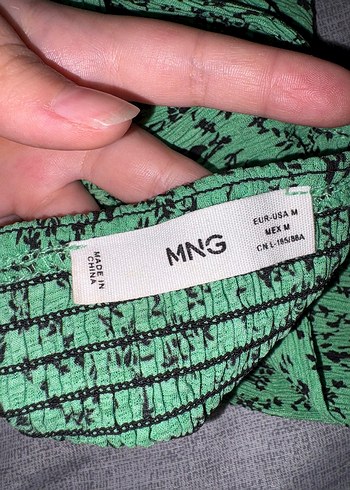 MNG
EUR-USA M
MEX M
CN L-165/88A
MADE IN
CHINA